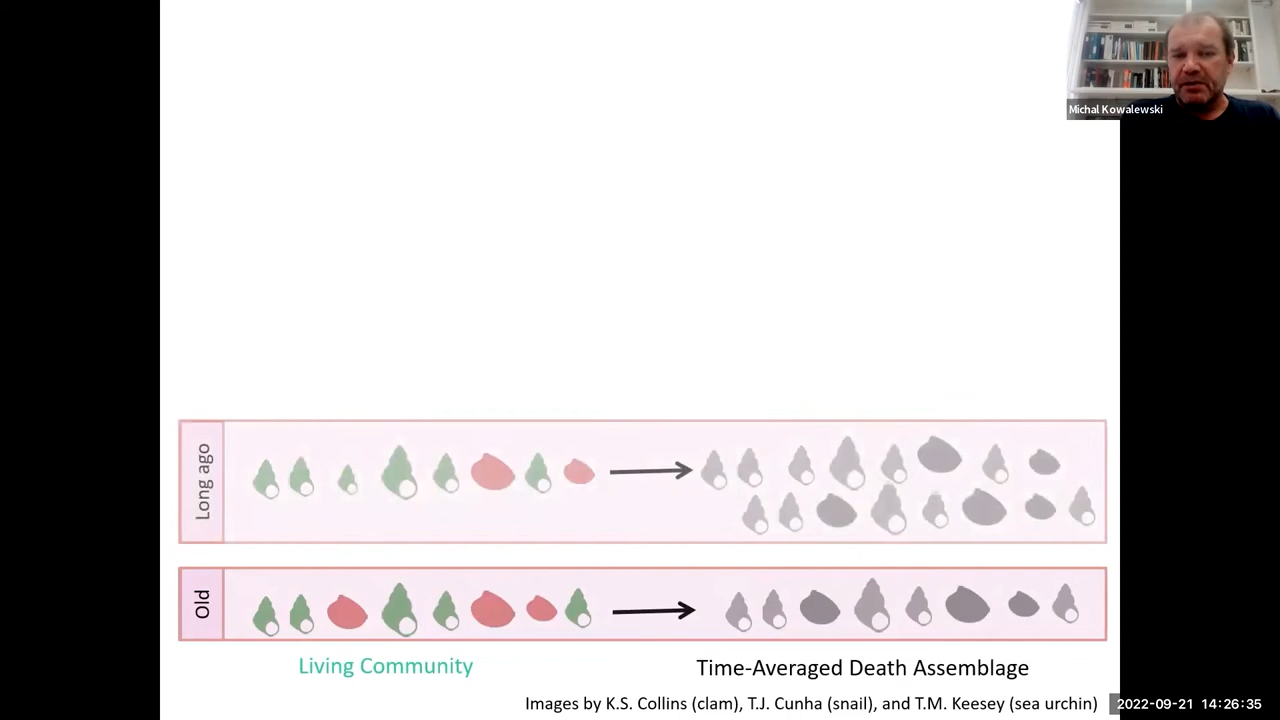 Michal Kowalewski
Long ago
Old
Living Community
Time-Averaged Death Assemblage
Images by K.S. Collins (clam), T.J. Cunha (snail), and T.M. Keesey (sea urchin)
2022-09-21 14:26:35